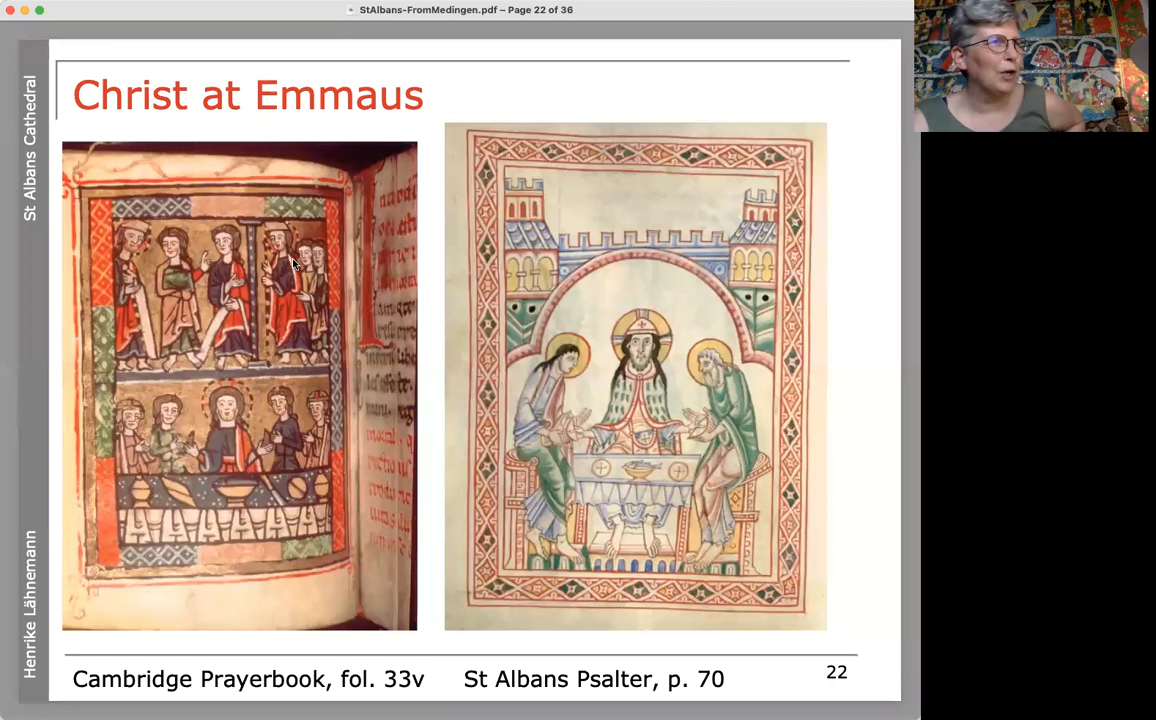 StAlbans-FromMedingen.pdf – Page 22 of 36
St Albans Cathedral
Henrike Lähnemann
Christ at Emmaus
Cambridge Prayerbook, fol. 33v
St Albans Psalter, p. 70
22